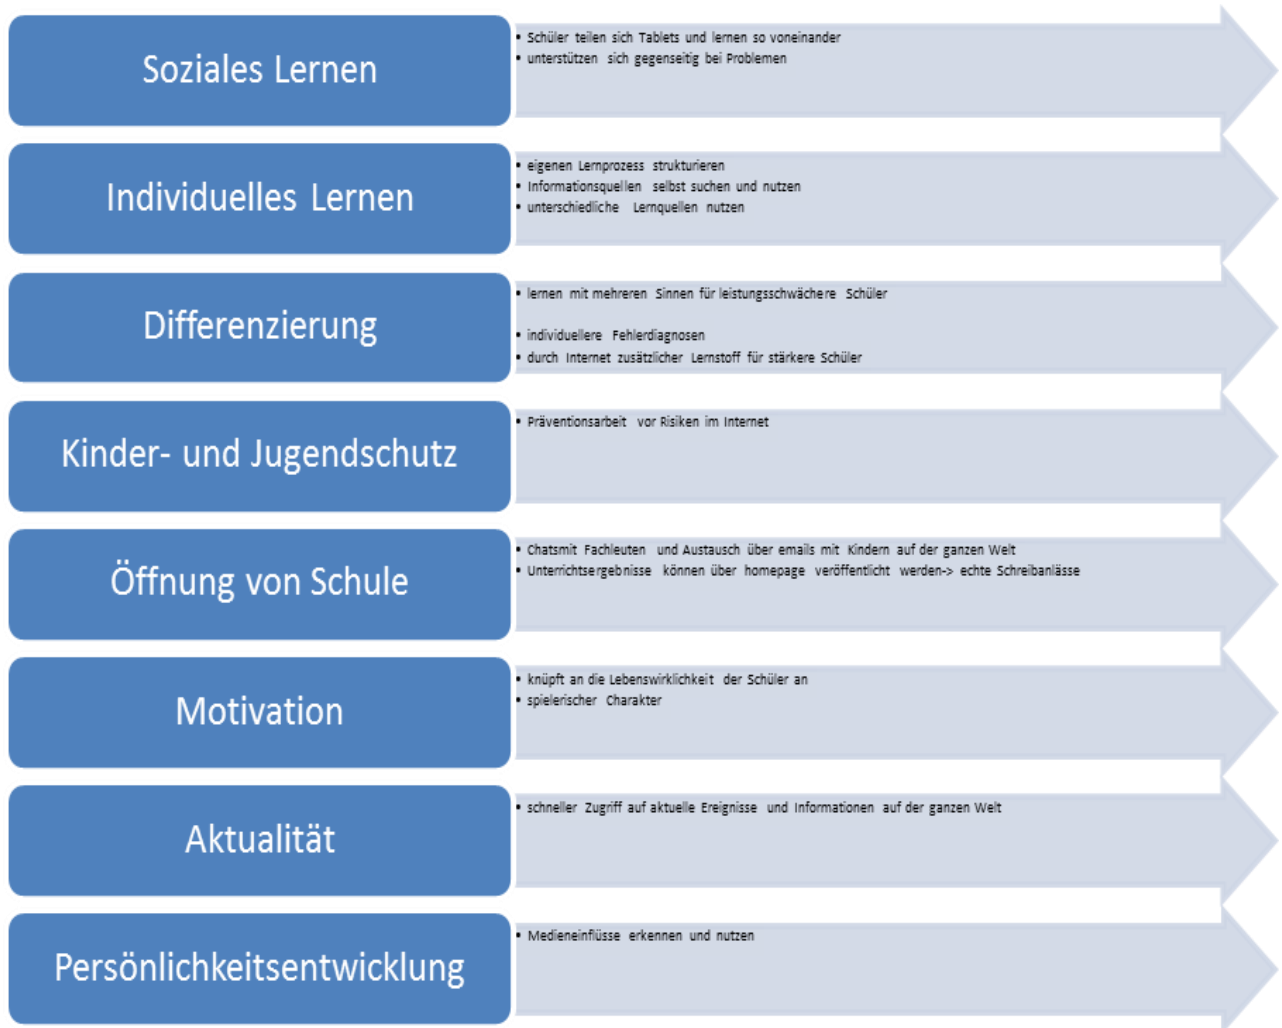 Soziales Lernen
• Schüler teilen sich Tablets und lernen so voneinander
• unterstützen sich gegenseitig bei Problemen
Individuelles Lernen
• eigenen Lernprozess strukturieren
• Informationsquellen selbst suchen und nutzen
• unterschiedliche Lernquellen nutzen
Differenzierung
• lernen mit mehreren Sinnen für leistungsschwächere Schüler
• individuellere Fehlerdiagnosen
• durch Internet zusätzlicher Lernstoff für stärkere Schüler
Kinder- und Jugendschutz
• Präventionsarbeit vor Risiken im Internet
Öffnung von Schule
• Chatsmit Fachleuten und Austausch über emails mit Kindern auf der ganzen Welt
• Unterrichtsergebnisse können über homepage veröffentlicht werden-> echte Schreibanlässe
Motivation
• knüpft an die Lebenswirklichkeit der Schüler an
• spielerischer Charakter
Aktualität
• schneller Zugriff auf aktuelle Ereignisse und Informationen auf der ganzen Welt
Persönlichkeitsentwicklung
• Medieneinflüsse erkennen und nutzen